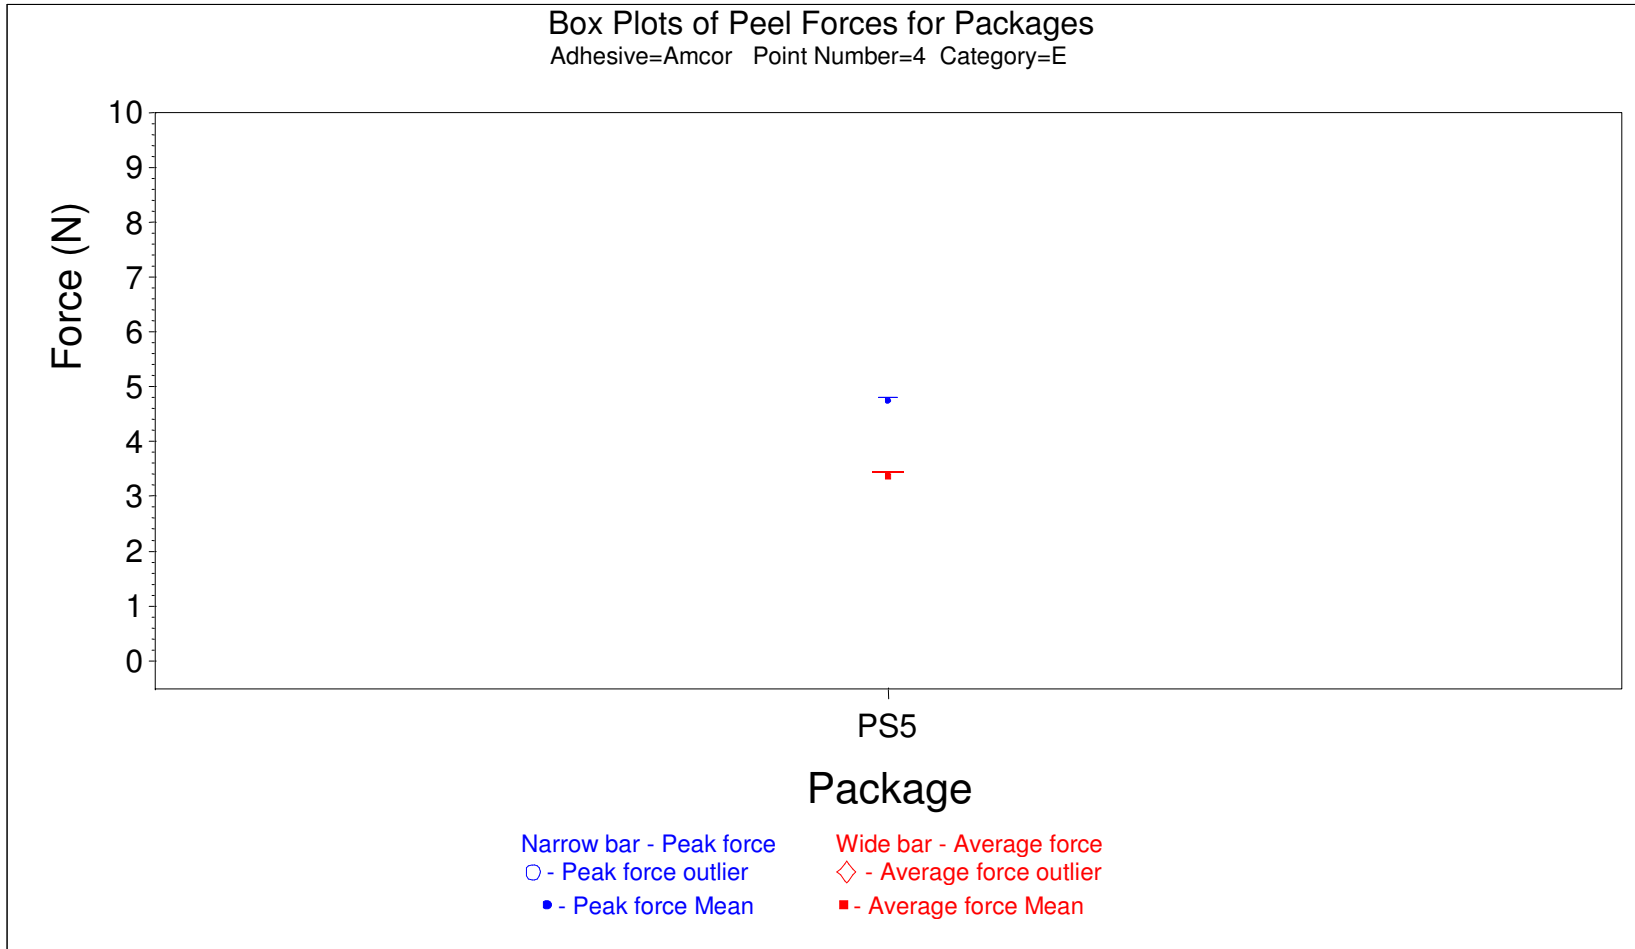 Box Plots of Peel Forces for Packages
Adhesive=Amcor Point Number=4 Category=E
10
9
8
7
6
5
4
3
2
1
0
Force (N)
PS5
Package
Narrow bar - Peak force
Wide bar - Average force
- Peak force outlier
- Average force outlier
- Peak force Mean
- Average force Mean